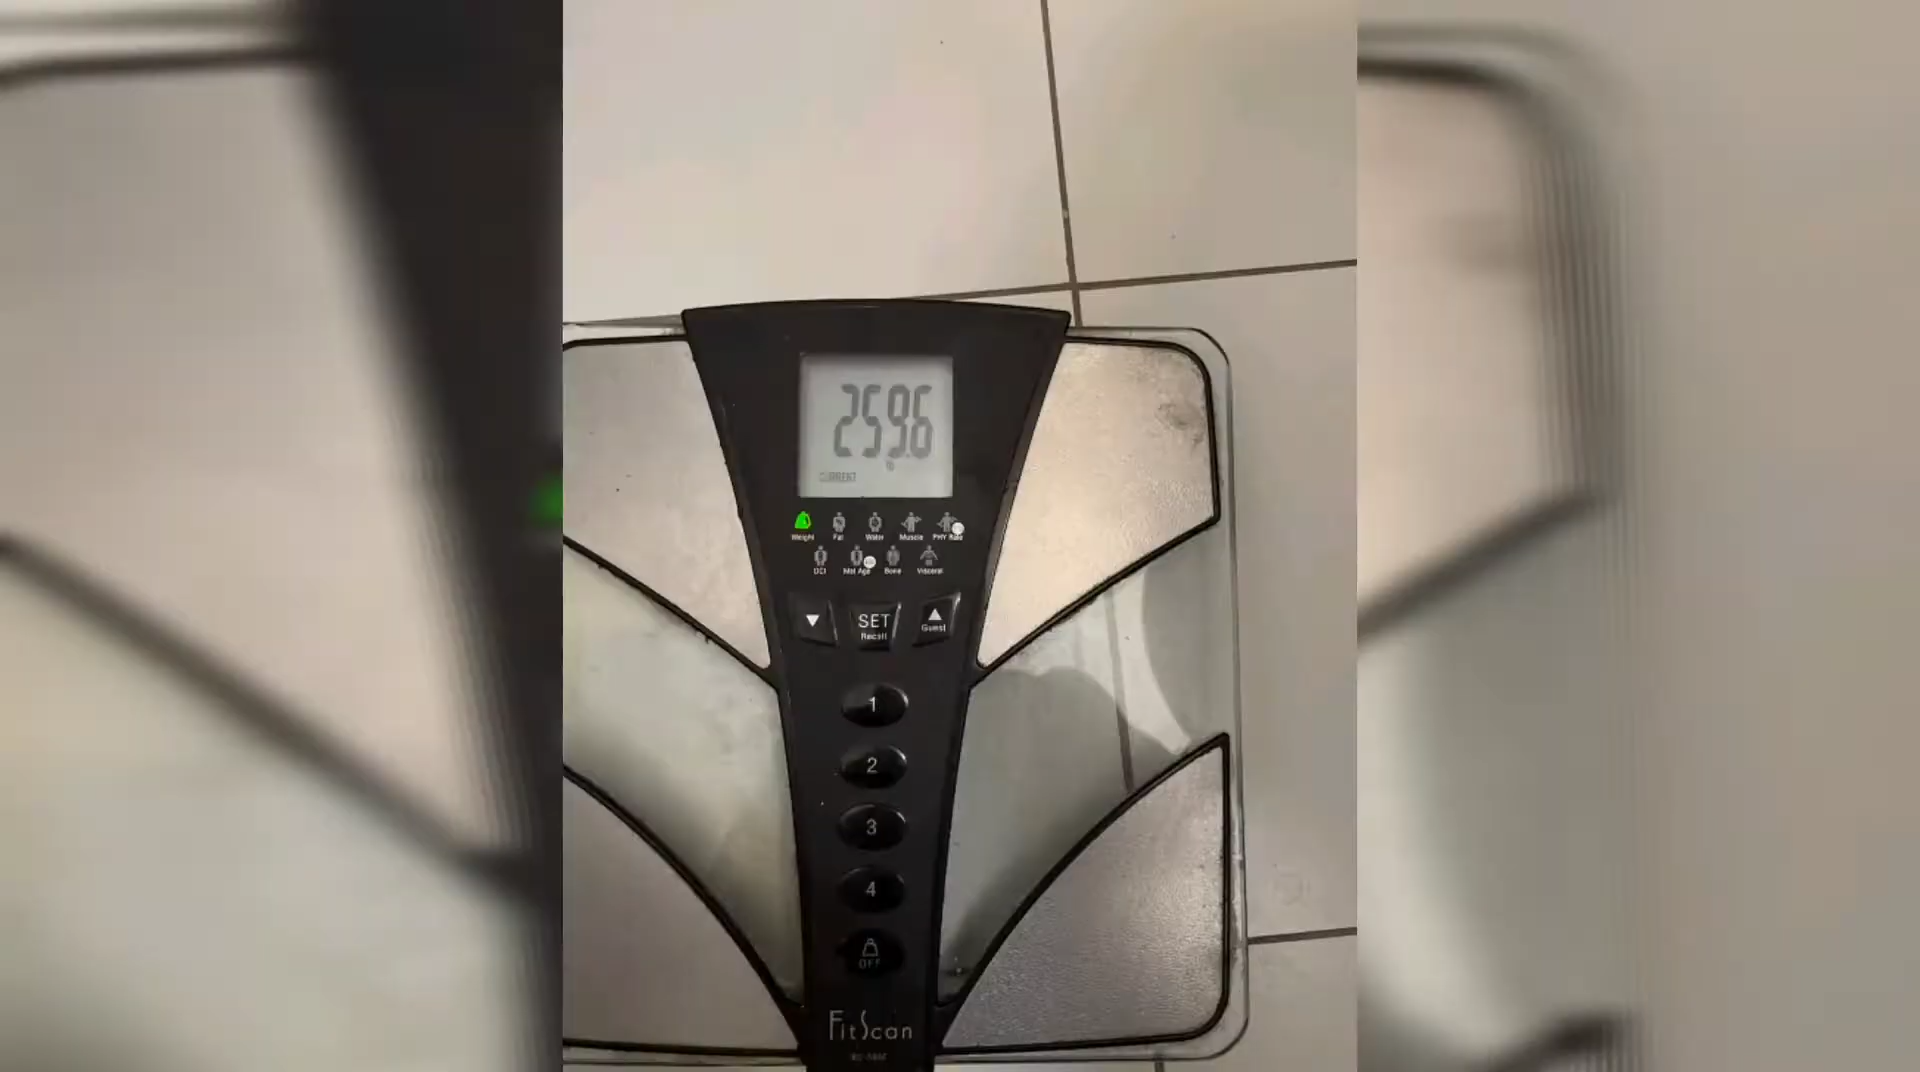 259.6
CURRENT
Weight Fat Water Muscle PHY Rate
DCI Met Age Bone Visceral
▼ SET ▲
Recall Guest
1
2
3
4
OFF
FitScan